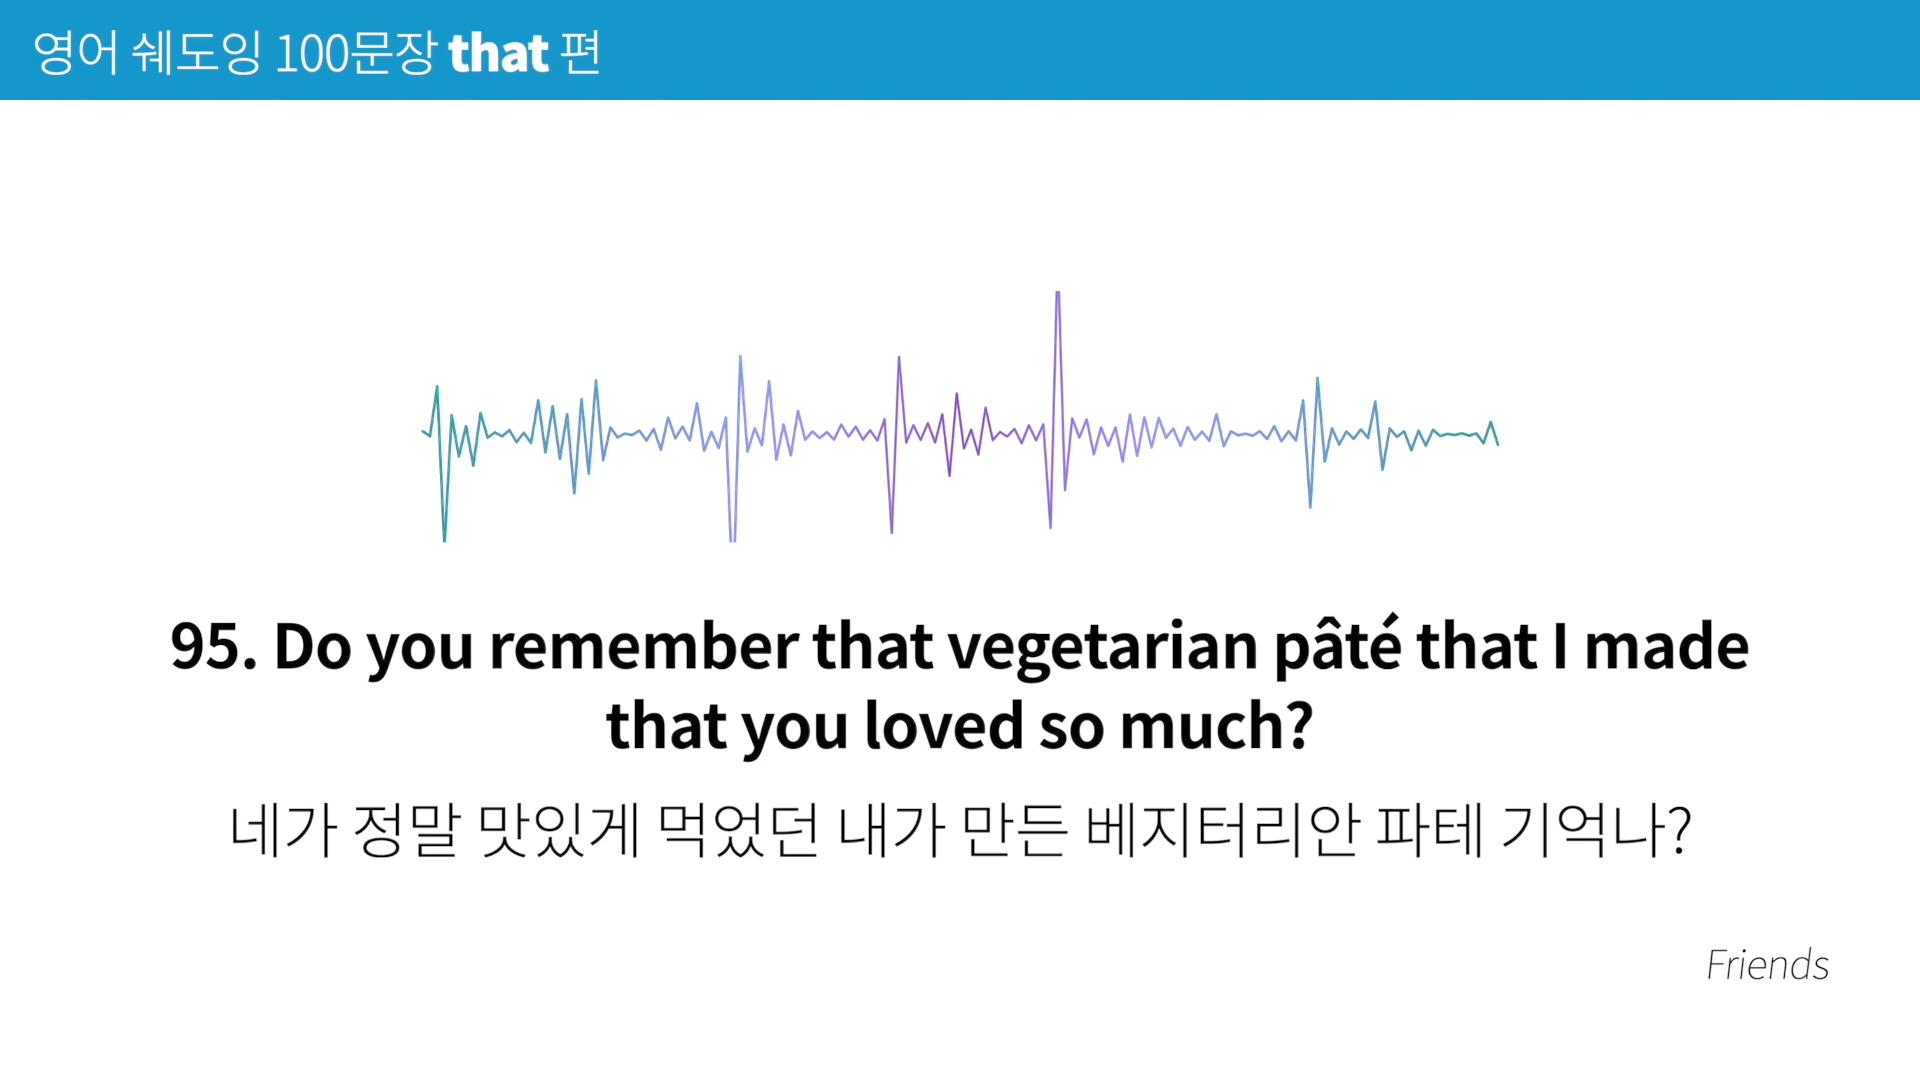 영어 쉐도잉 100문장 that 편
95. Do you remember that vegetarian pâté that I made
that you loved so much?
네가 정말 맛있게 먹었던 내가 만든 베지터리안 파테 기억나?
Friends